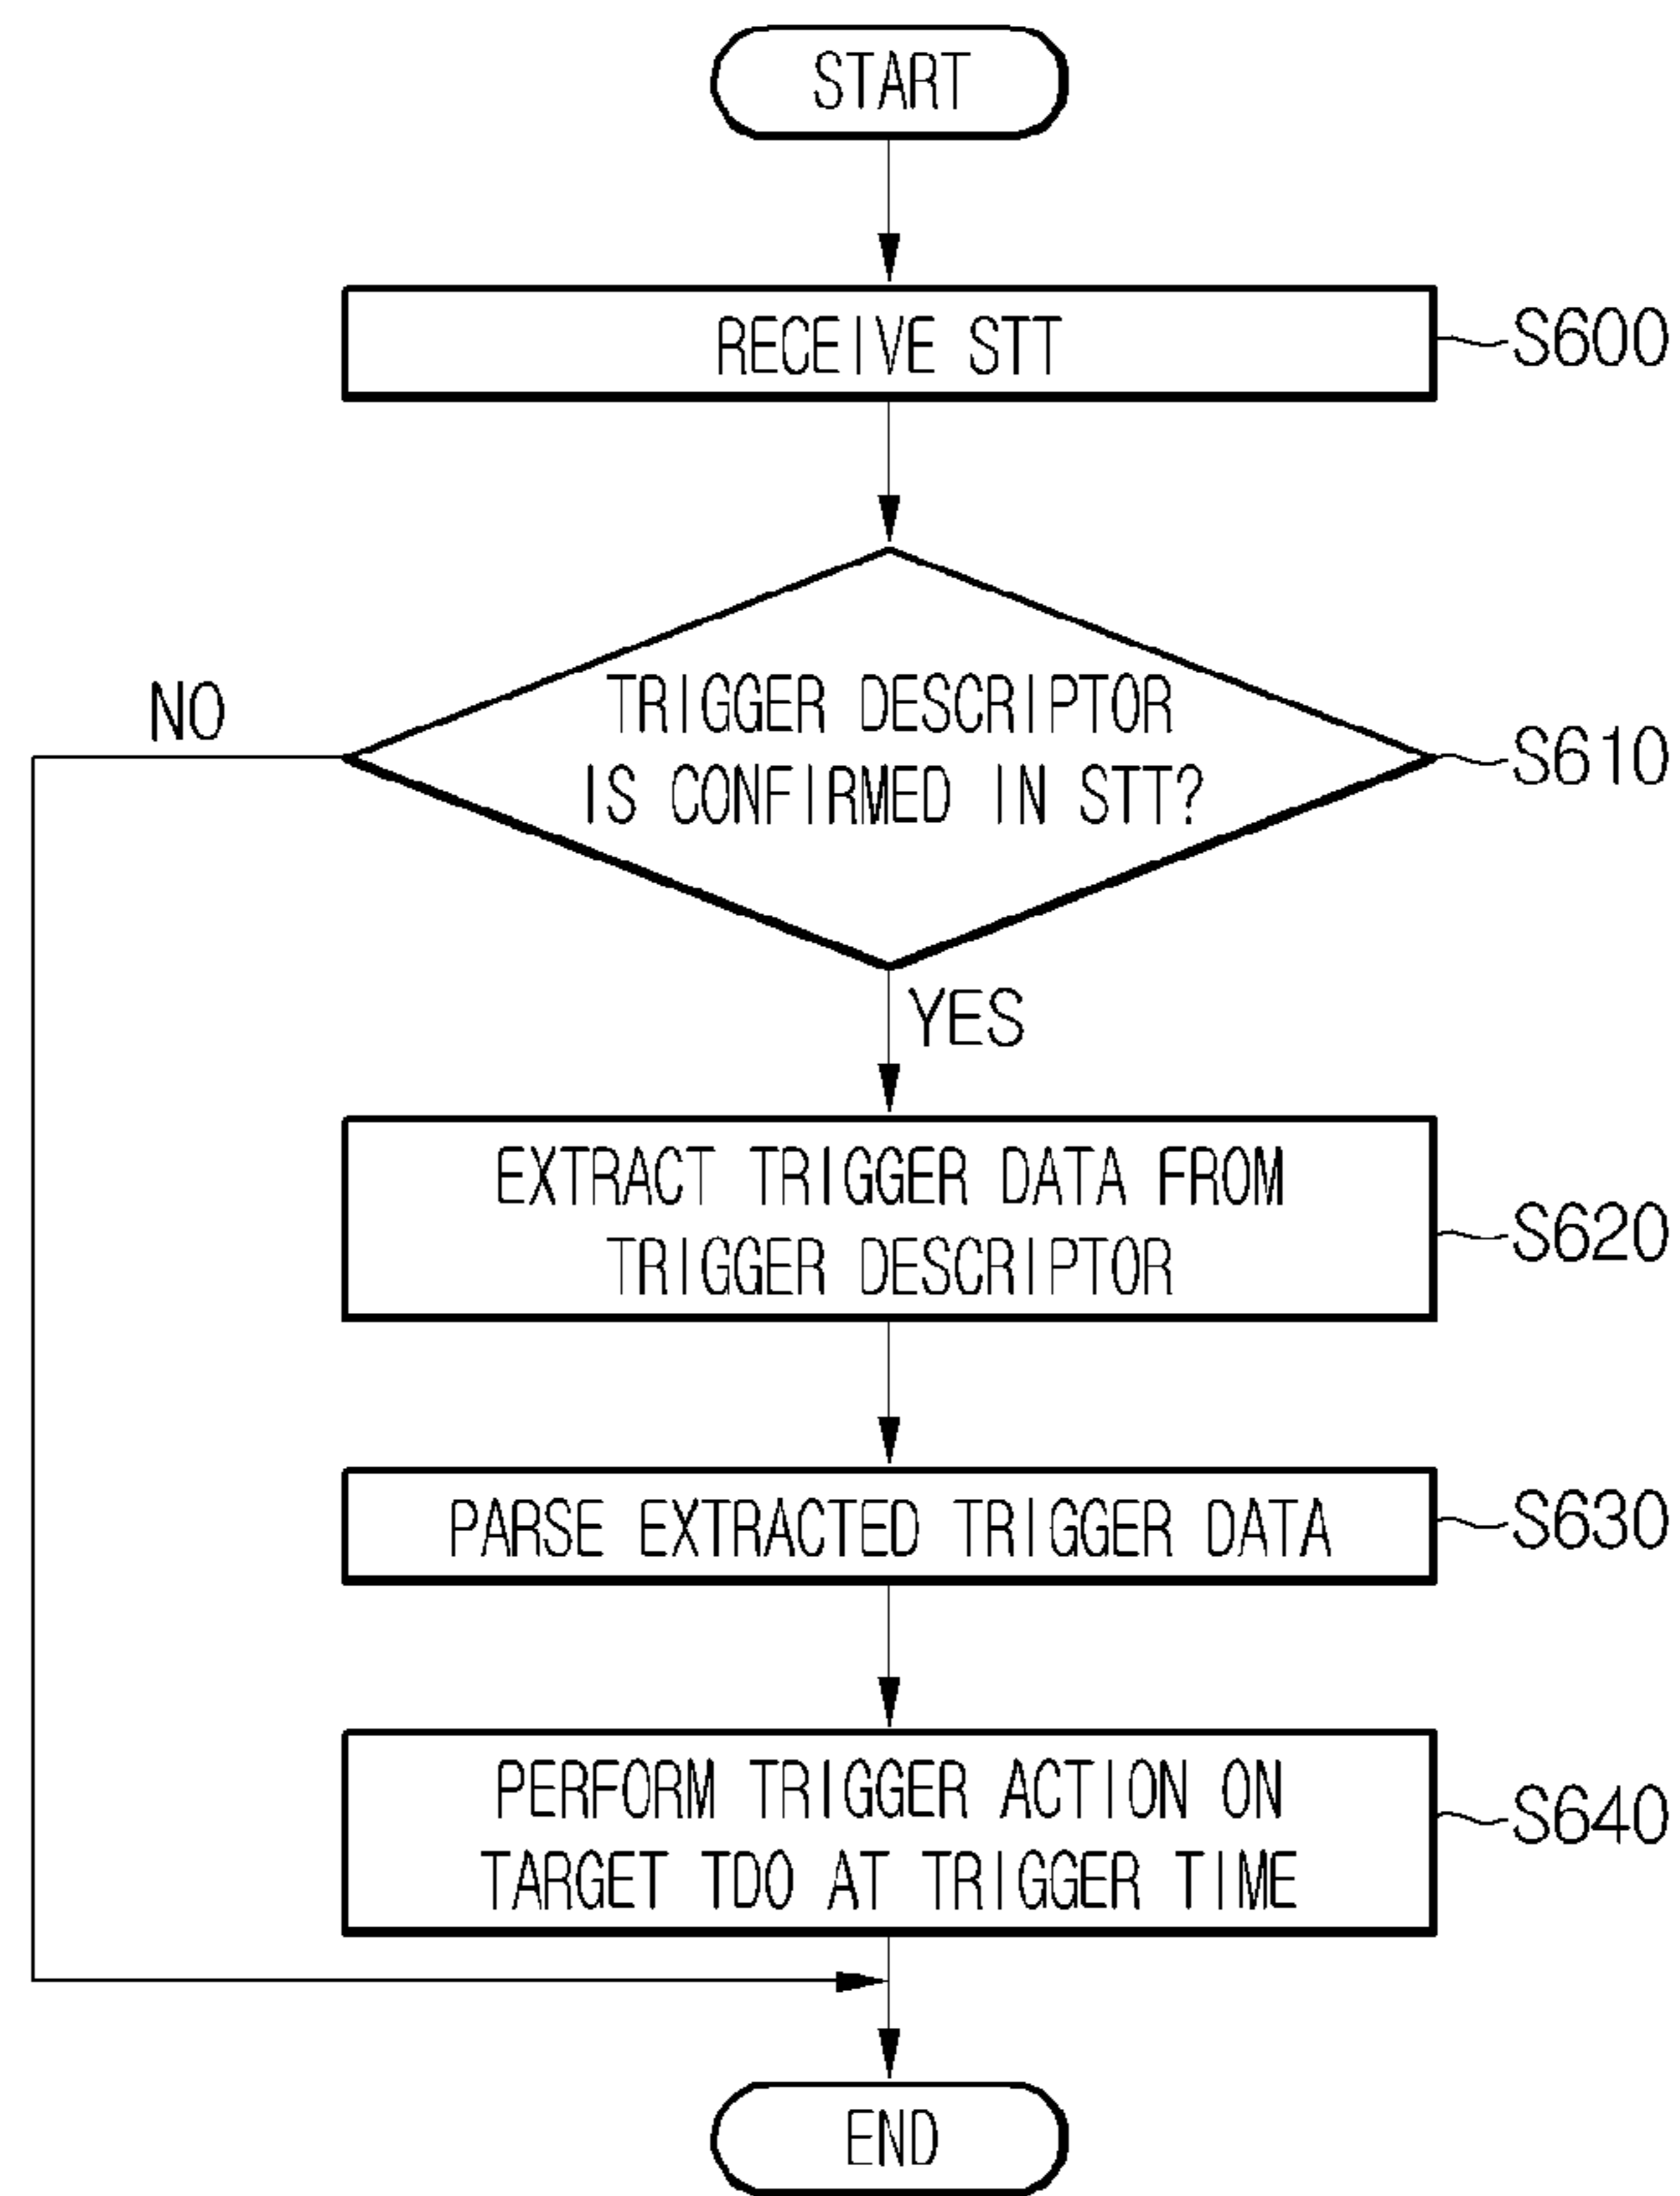 START
RECEIVE STT
S600
NO
TRIGGER DESCRIPTOR
IS CONFIRMED IN STT?
S610
YES
EXTRACT TRIGGER DATA FROM
TRIGGER DESCRIPTOR
S620
PARSE EXTRACTED TRIGGER DATA
S630
PERFORM TRIGGER ACTION ON
TARGET TDO AT TRIGGER TIME
S640
END